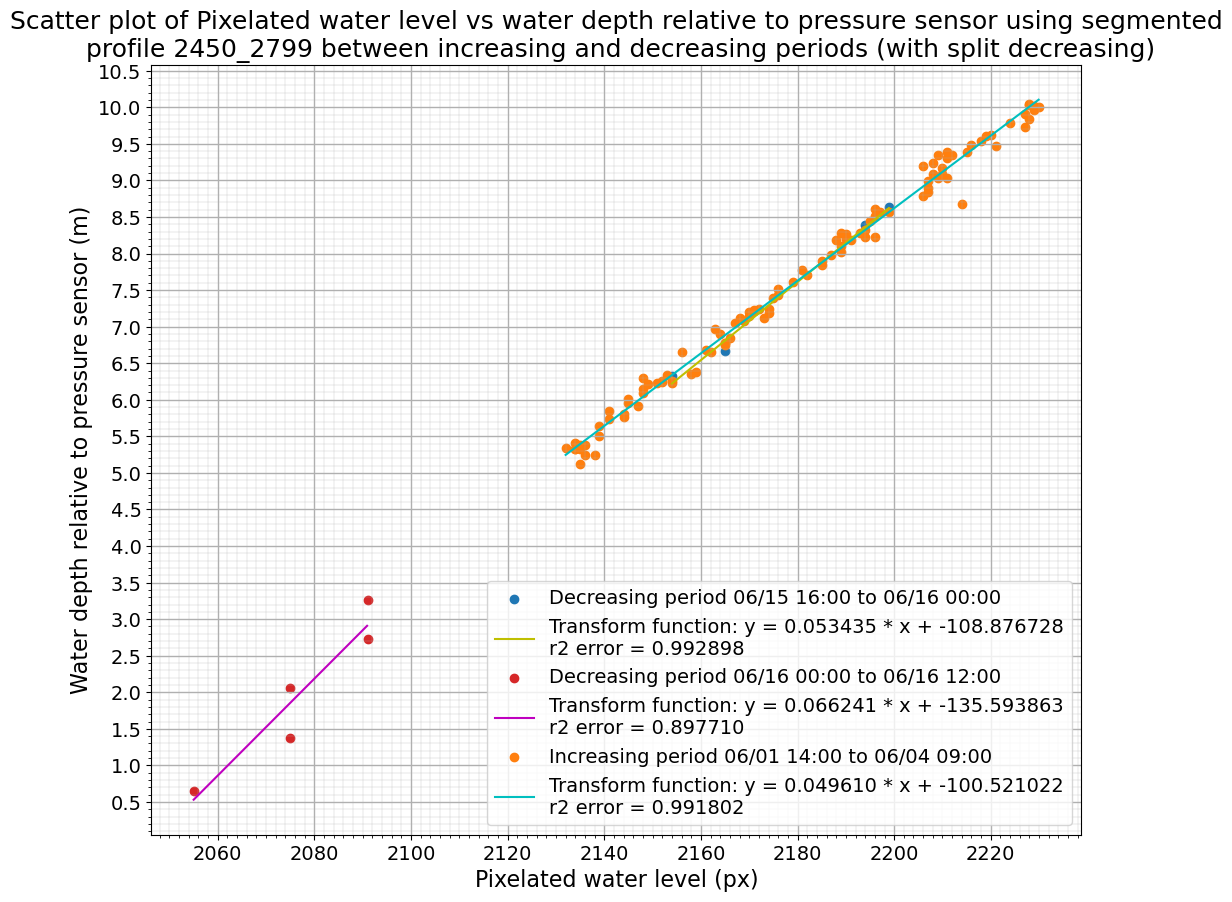 Scatter plot of Pixelated water level vs water depth relative to pressure sensor using segmented
profile 2450_2799 between increasing and decreasing periods (with split decreasing)
Water depth relative to pressure sensor (m)
10.5
10.0
9.5
9.0
8.5
8.0
7.5
7.0
6.5
6.0
5.5
5.0
4.5
4.0
3.5
3.0
2.5
2.0
1.5
1.0
0.5
Decreasing period 06/15 16:00 to 06/16 00:00
Transform function: y = 0.053435 * x + -108.876728
r2 error = 0.992898
Decreasing period 06/16 00:00 to 06/16 12:00
Transform function: y = 0.066241 * x + -135.593863
r2 error = 0.897710
Increasing period 06/01 14:00 to 06/04 09:00
Transform function: y = 0.049610 * x + -100.521022
r2 error = 0.991802
2060 2080 2100 2120 2140 2160 2180 2200 2220
Pixelated water level (px)